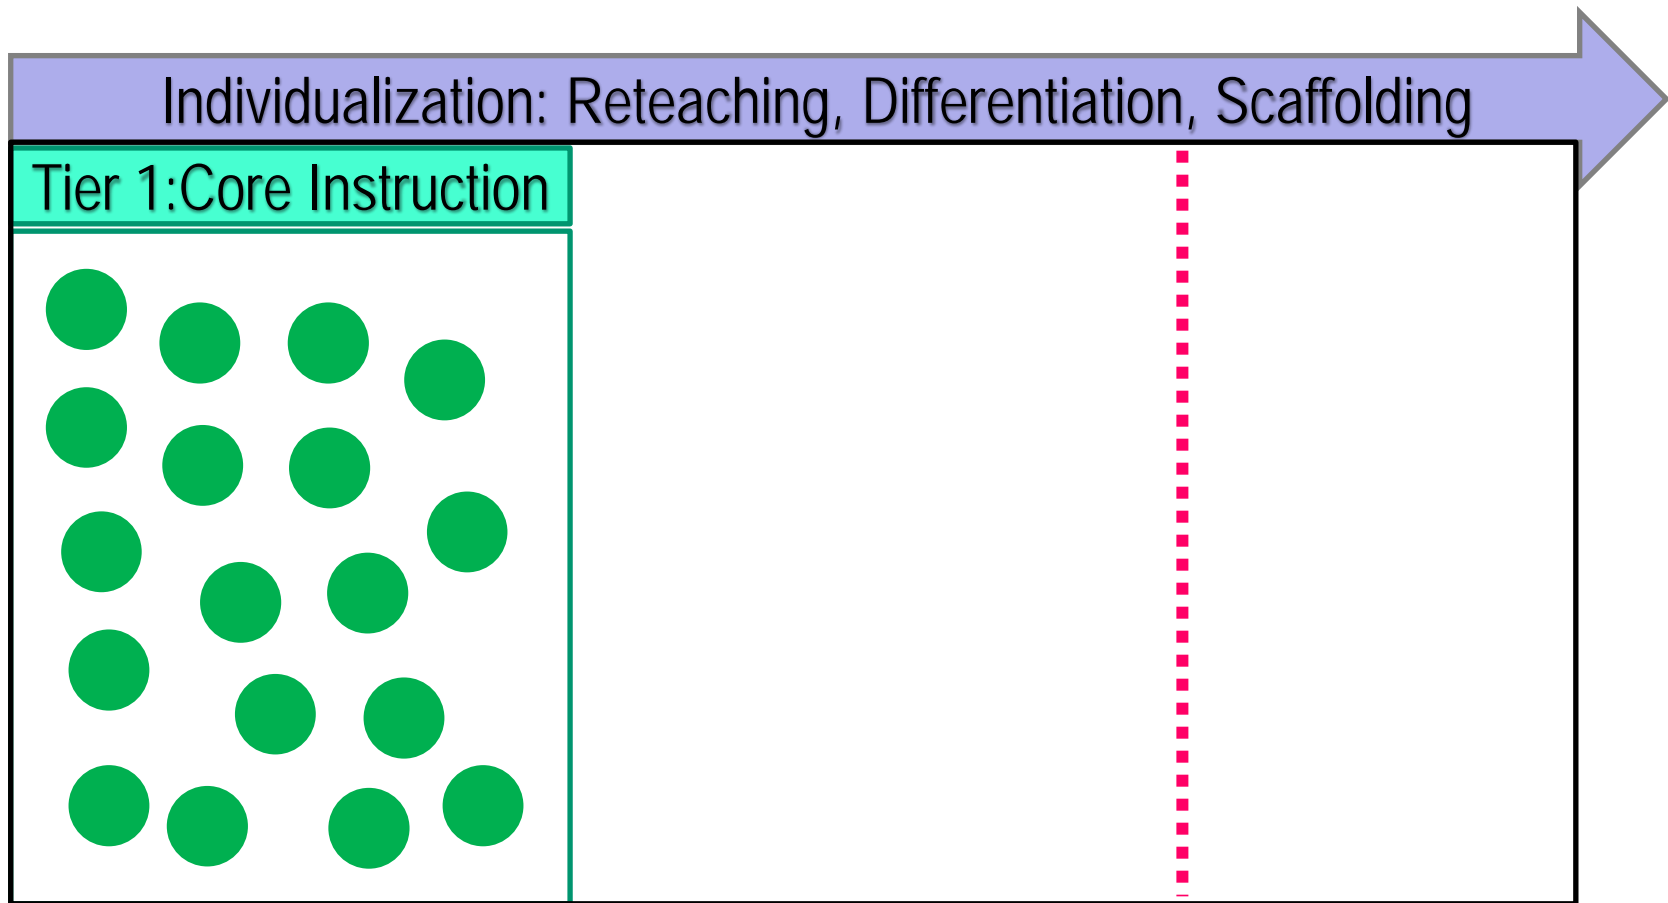 Individualization: Reteaching, Differentiation, Scaffolding
Tier 1:Core Instruction